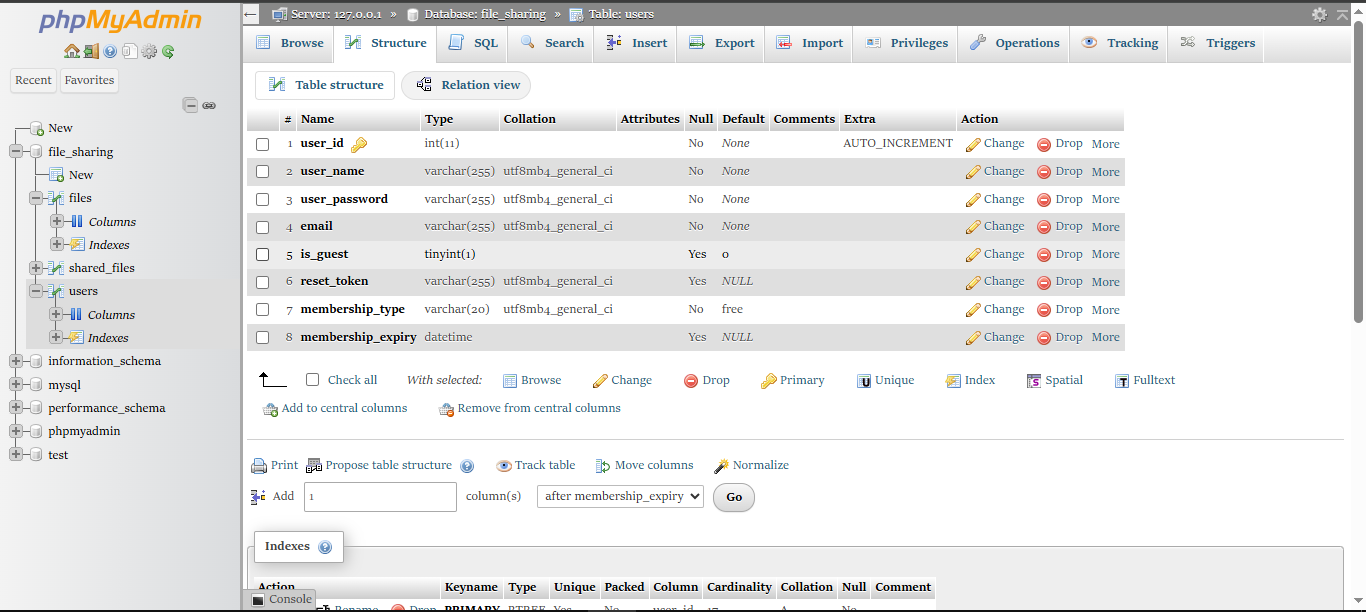 phpMyAdmin
Recent Favorites
New
file_sharing
New
files
Columns
Indexes
shared_files
users
Columns
Indexes
information_schema
mysql
performance_schema
phpmyadmin
test
Server: 127.0.0.1 » Database: file_sharing » Table: users
Browse Structure SQL Search Insert Export Import Privileges Operations Tracking Triggers
Table structure Relation view
# Name Type Collation Attributes Null Default Comments Extra Action
1 user_id int(11) No None AUTO_INCREMENT Change Drop More
2 user_name varchar(255) utf8mb4_general_ci No None Change Drop More
3 user_password varchar(255) utf8mb4_general_ci No None Change Drop More
4 email varchar(255) utf8mb4_general_ci No None Change Drop More
5 is_guest tinyint(1) Yes 0 Change Drop More
6 reset_token varchar(255) utf8mb4_general_ci Yes NULL Change Drop More
7 membership_type varchar(20) utf8mb4_general_ci No free Change Drop More
8 membership_expiry datetime Yes NULL Change Drop More
Check all With selected: Browse Change Drop Primary Unique Index Spatial Fulltext
Add to central columns Remove from central columns
Print Propose table structure Track table Move columns Normalize
Add 1 column(s) after membership_expiry Go
Indexes
Action Keyname Type Unique Packed Column Cardinality Collation Null Comment
Console
Rename Drop PRIMARY BTREE Yes No user_id 17 A No